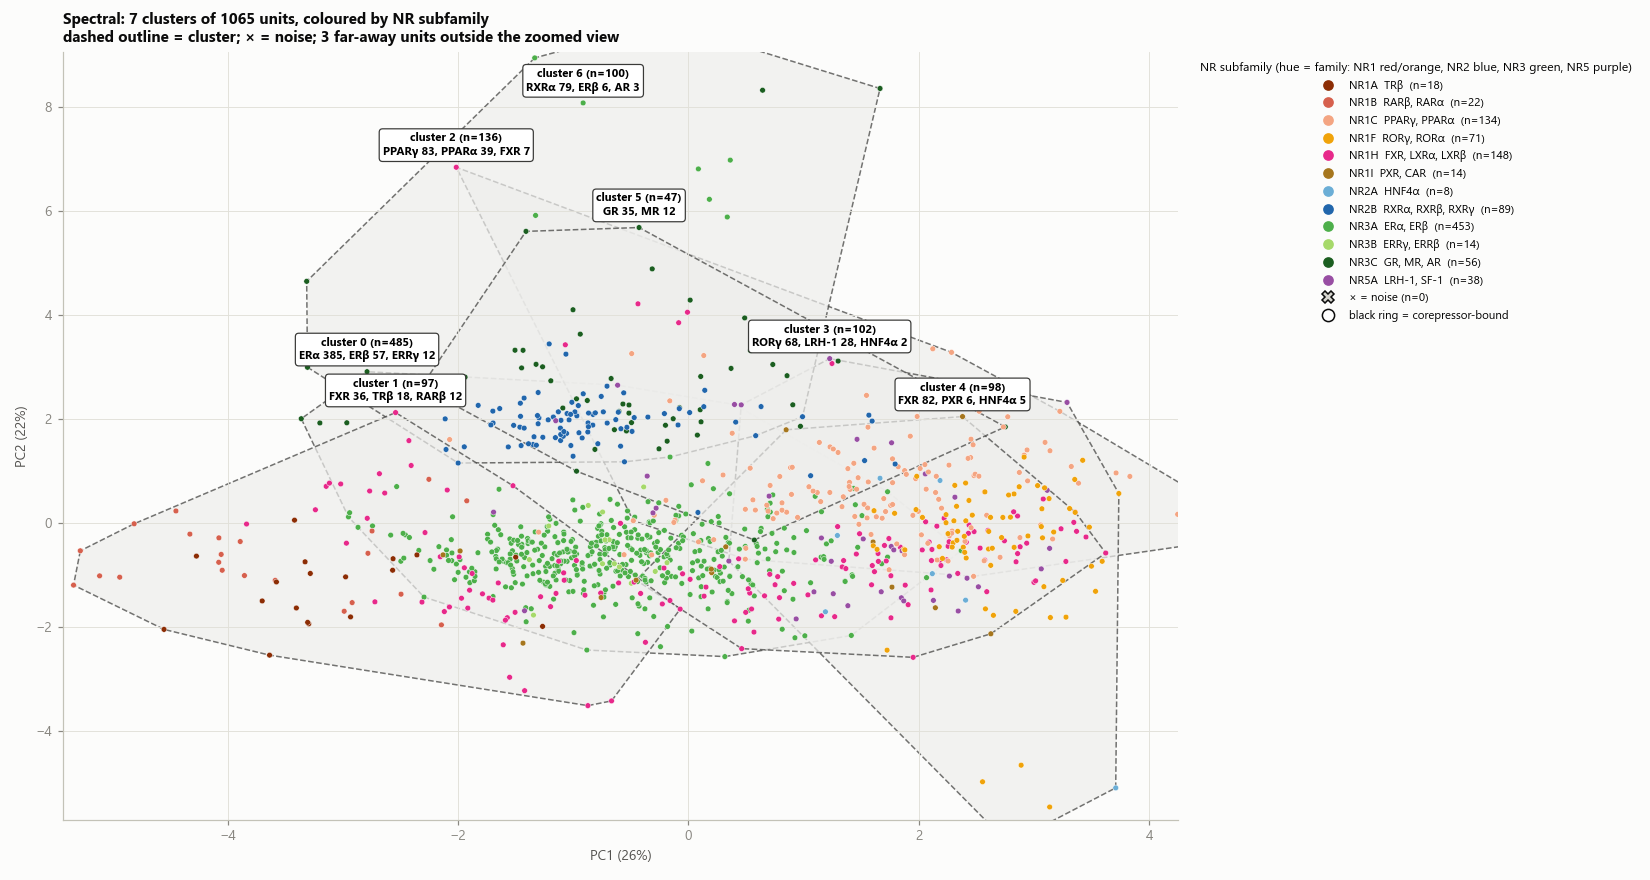 Spectral: 7 clusters of 1065 units, coloured by NR subfamily
dashed outline = cluster; × = noise; 3 far-away units outside the zoomed view
cluster 6 (n=100)
RXRα 79, ERβ 6, AR 3
cluster 2 (n=136)
PPARγ 83, PPARα 39, FXR 7
cluster 5 (n=47)
GR 35, MR 12
cluster 3 (n=102)
RORγ 68, LRH-1 28, HNF4α 2
cluster 0 (n=485)
ERα 385, ERβ 57, ERRγ 12
cluster 1 (n=97)
FXR 36, TRβ 18, RARβ 12
cluster 4 (n=98)
FXR 82, PXR 6, HNF4α 5
8
6
4
2
0
−2
−4
PC2 (22%)
−4
−2
0
2
4
PC1 (26%)
NR subfamily (hue = family: NR1 red/orange, NR2 blue, NR3 green, NR5 purple)
NR1A TRβ (n=18)
NR1B RARβ, RARα (n=22)
NR1C PPARγ, PPARα (n=134)
NR1F RORγ, RORα (n=71)
NR1H FXR, LXRα, LXRβ (n=148)
NR1I PXR, CAR (n=14)
NR2A HNF4α (n=8)
NR2B RXRα, RXRβ, RXRγ (n=89)
NR3A ERα, ERβ (n=453)
NR3B ERRγ, ERRβ (n=14)
NR3C GR, MR, AR (n=56)
NR5A LRH-1, SF-1 (n=38)
× = noise (n=0)
black ring = corepressor-bound